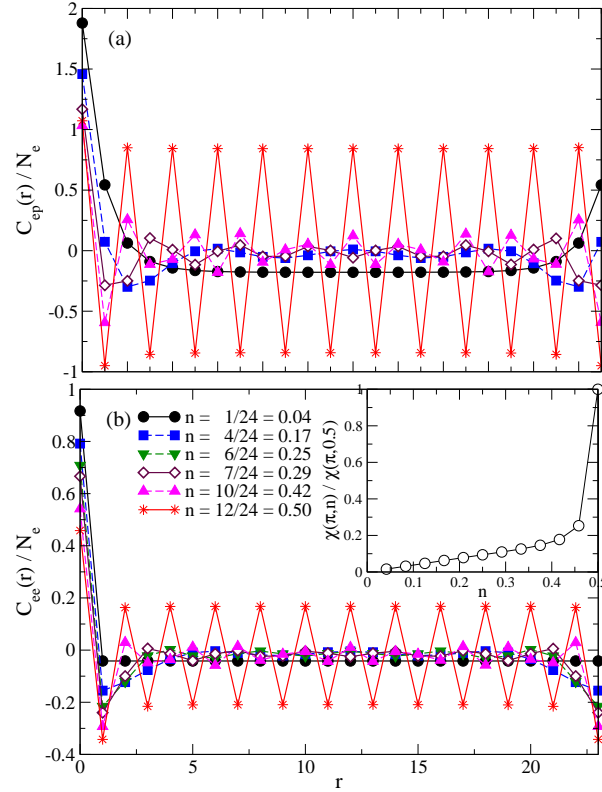 2
(a)
1.5
1
0.5
0
-0.5
-1
C_ep(r) / N_e
1
(b)
n = 1/24 = 0.04
n = 4/24 = 0.17
n = 6/24 = 0.25
n = 7/24 = 0.29
n = 10/24 = 0.42
n = 12/24 = 0.50
0.8
0.6
0.4
0.2
0
-0.2
-0.4
C_ee(r) / N_e
0 5 10 15 20
r
χ(π,n) / χ(π,0.5)
1
0.8
0.6
0.4
0.2
0
0 0.1 0.2 0.3 0.4 0.5
n